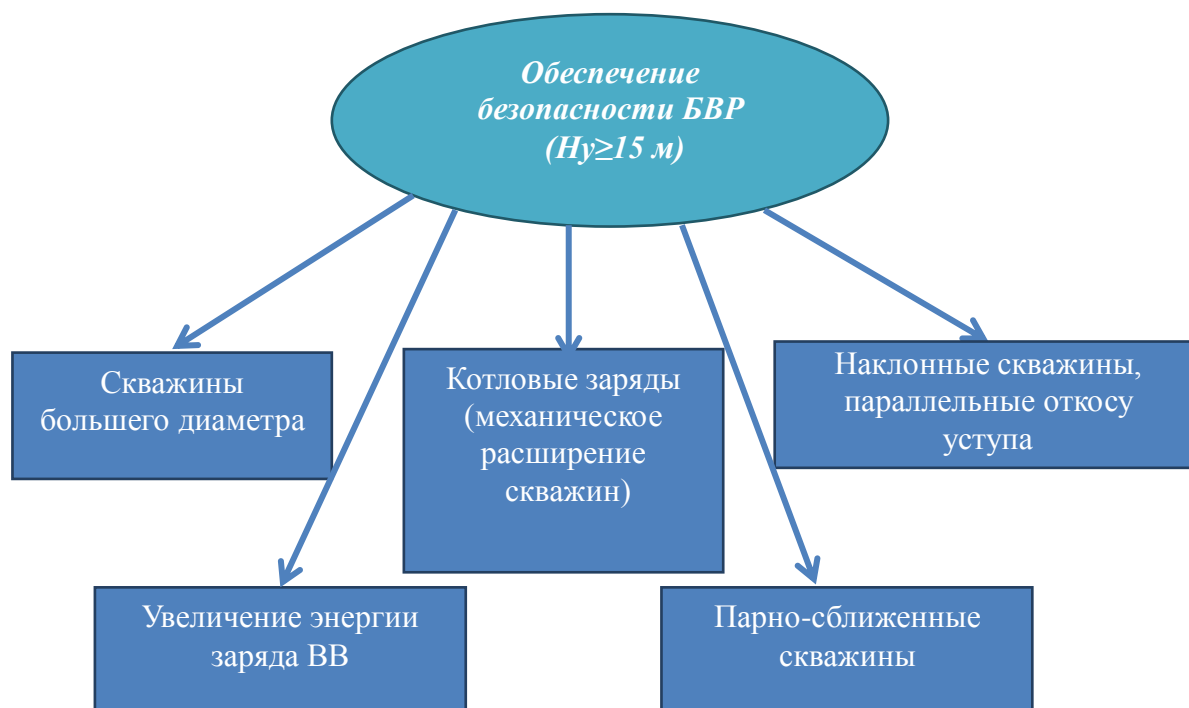 Обеспечение
безопасности БВР
(Ну≥15 м)
Скважины
большего диаметра
Котловые заряды
(механическое
расширение
скважин)
Наклонные скважины,
параллельные откосу
уступа
Увеличение энергии
заряда ВВ
Парно-сближенные
скважины